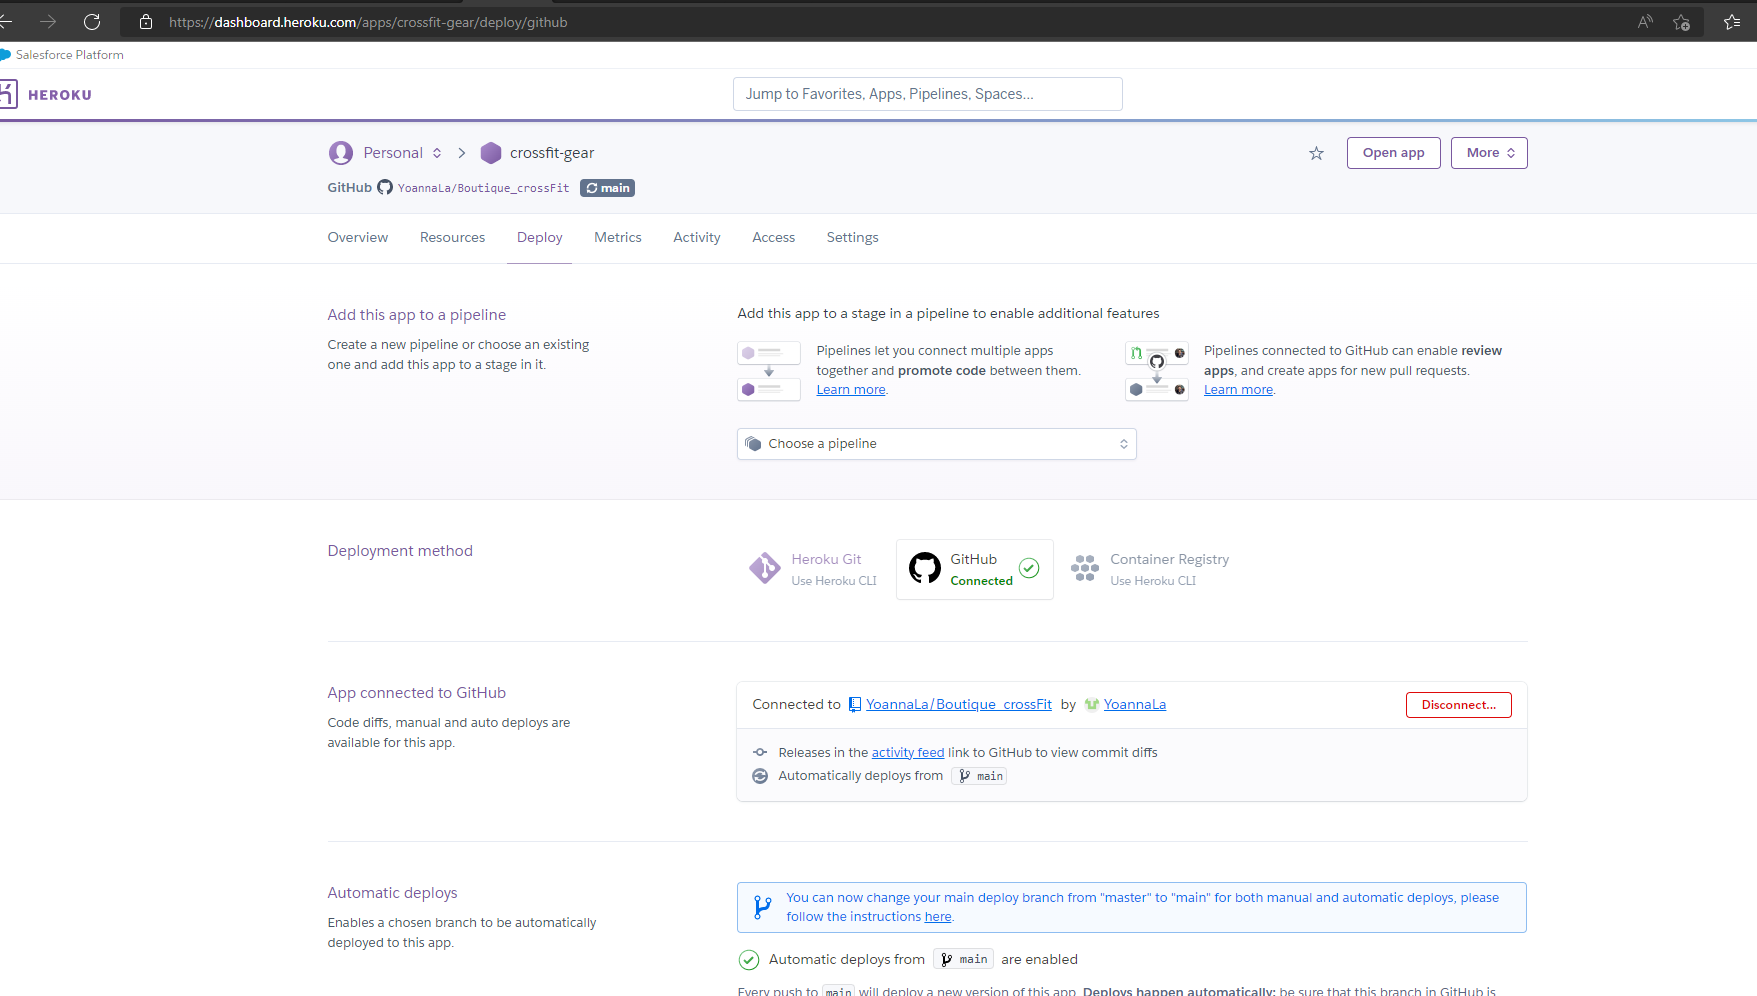 https://dashboard.heroku.com/apps/crossfit-gear/deploy/github
Salesforce Platform
HEROKU
Jump to Favorites, Apps, Pipelines, Spaces...
Personal
crossfit-gear
Open app
More
GitHub YoannaLa/Boutique_crossFit main
Overview
Resources
Deploy
Metrics
Activity
Access
Settings
Add this app to a pipeline
Create a new pipeline or choose an existing
one and add this app to a stage in it.
Add this app to a stage in a pipeline to enable additional features
Pipelines let you connect multiple apps
together and promote code between them.
Learn more.
Pipelines connected to GitHub can enable review
apps, and create apps for new pull requests.
Learn more.
Choose a pipeline
Deployment method
Heroku Git
Use Heroku CLI
GitHub
Connected
Container Registry
Use Heroku CLI
App connected to GitHub
Code diffs, manual and auto deploys are
available for this app.
Connected to YoannaLa/Boutique_crossFit by YoannaLa
Disconnect...
Releases in the activity feed link to GitHub to view commit diffs
Automatically deploys from main
Automatic deploys
Enables a chosen branch to be automatically
deployed to this app.
You can now change your main deploy branch from "master" to "main" for both manual and automatic deploys, please
follow the instructions here.
Automatic deploys from main are enabled
Every push to main will deploy a new version of this app. Deploys happen automatically: be sure that this branch in GitHub is